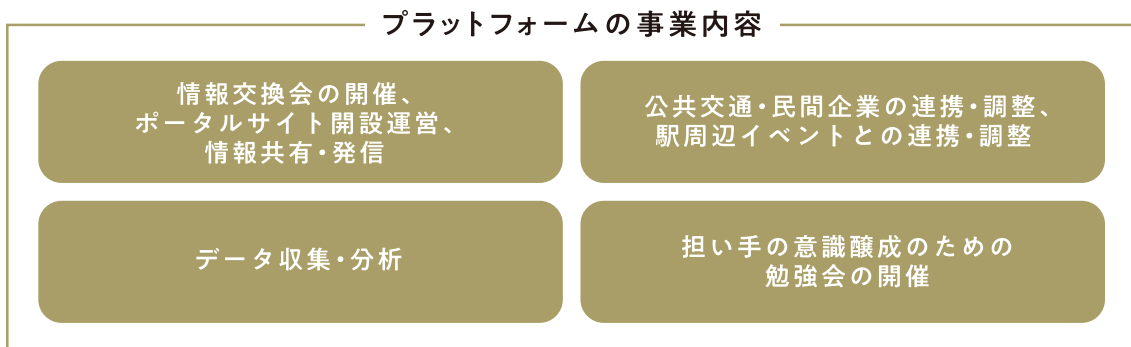 プラットフォームの事業内容
情報交換会の開催、
ポータルサイト開設運営、
情報共有・発信
公共交通・民間企業の連携・調整、
駅周辺イベントとの連携・調整
データ収集・分析
担い手の意識醸成のための
勉強会の開催